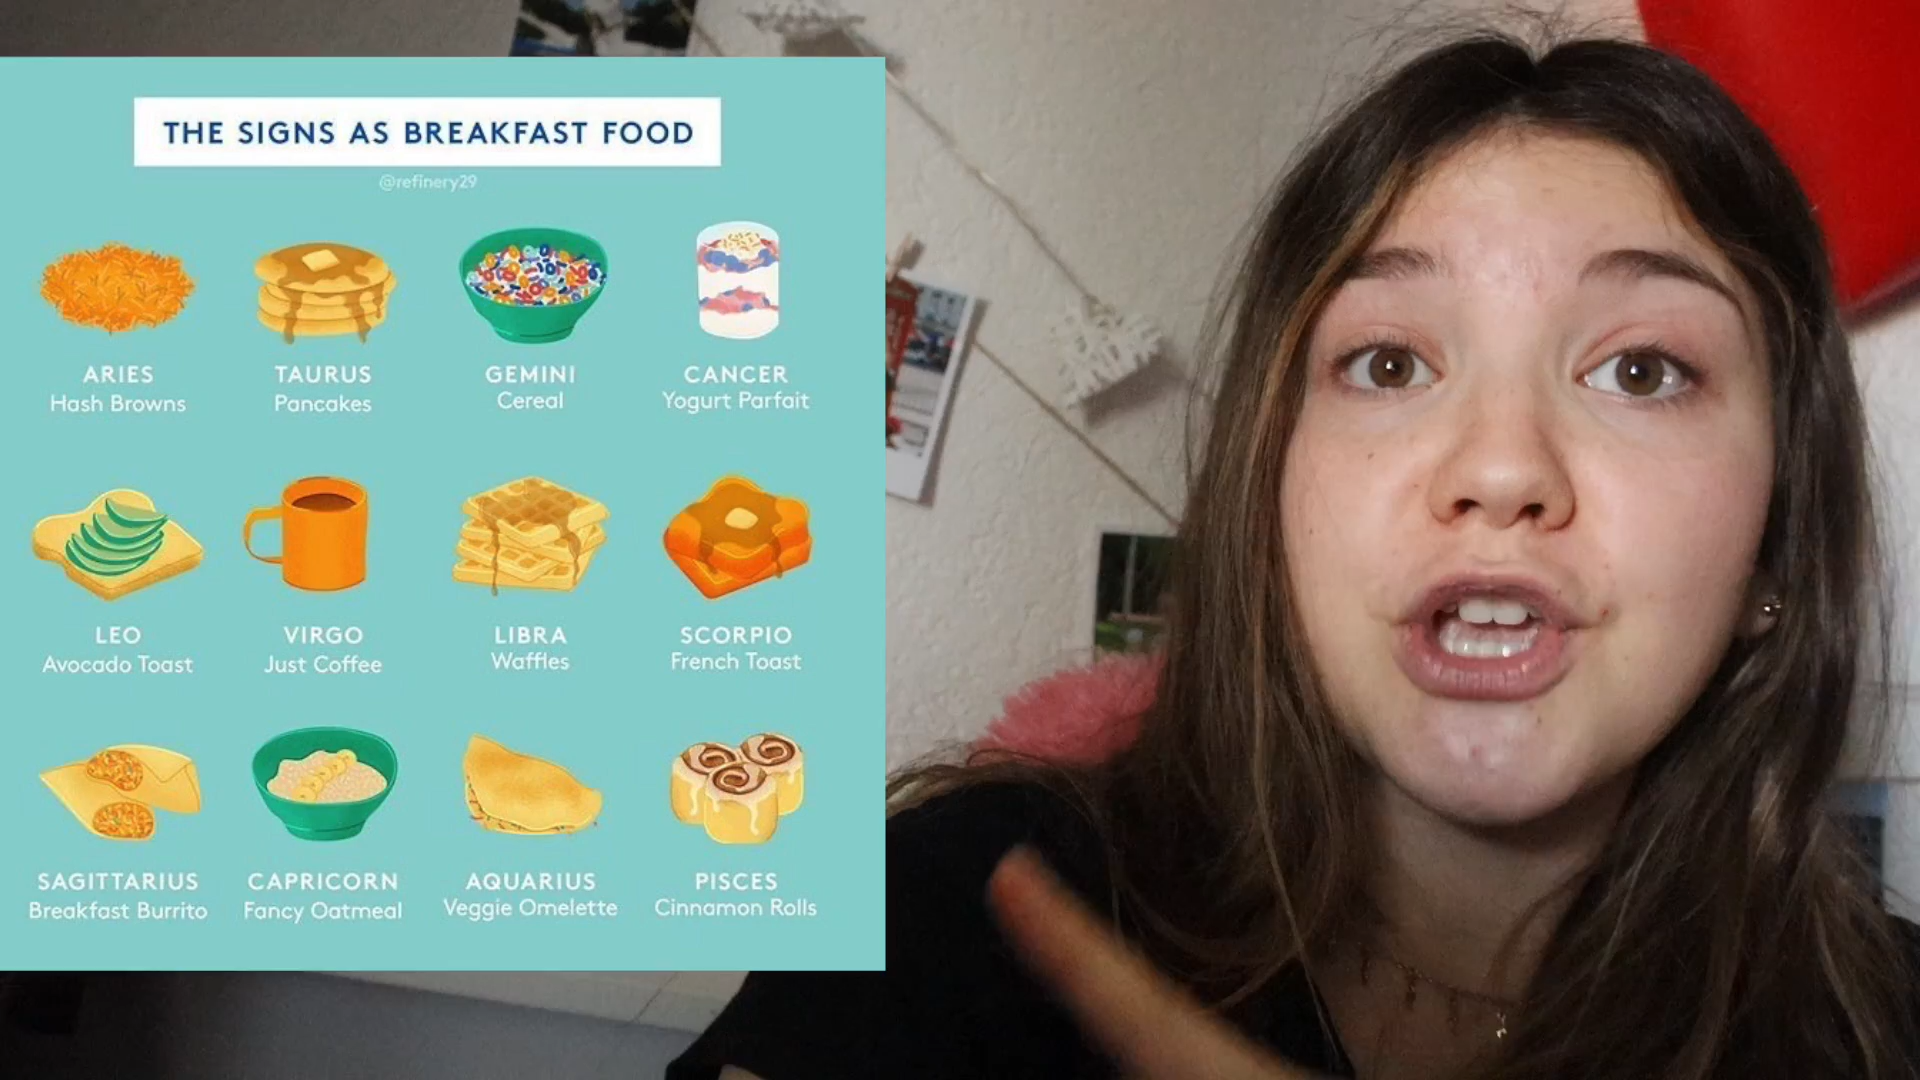 THE SIGNS AS BREAKFAST FOOD
@refinery29
ARIES
Hash Browns
TAURUS
Pancakes
GEMINI
Cereal
CANCER
Yogurt Parfait
LEO
Avocado Toast
VIRGO
Just Coffee
LIBRA
Waffles
SCORPIO
French Toast
SAGITTARIUS
Breakfast Burrito
CAPRICORN
Fancy Oatmeal
AQUARIUS
Veggie Omelette
PISCES
Cinnamon Rolls